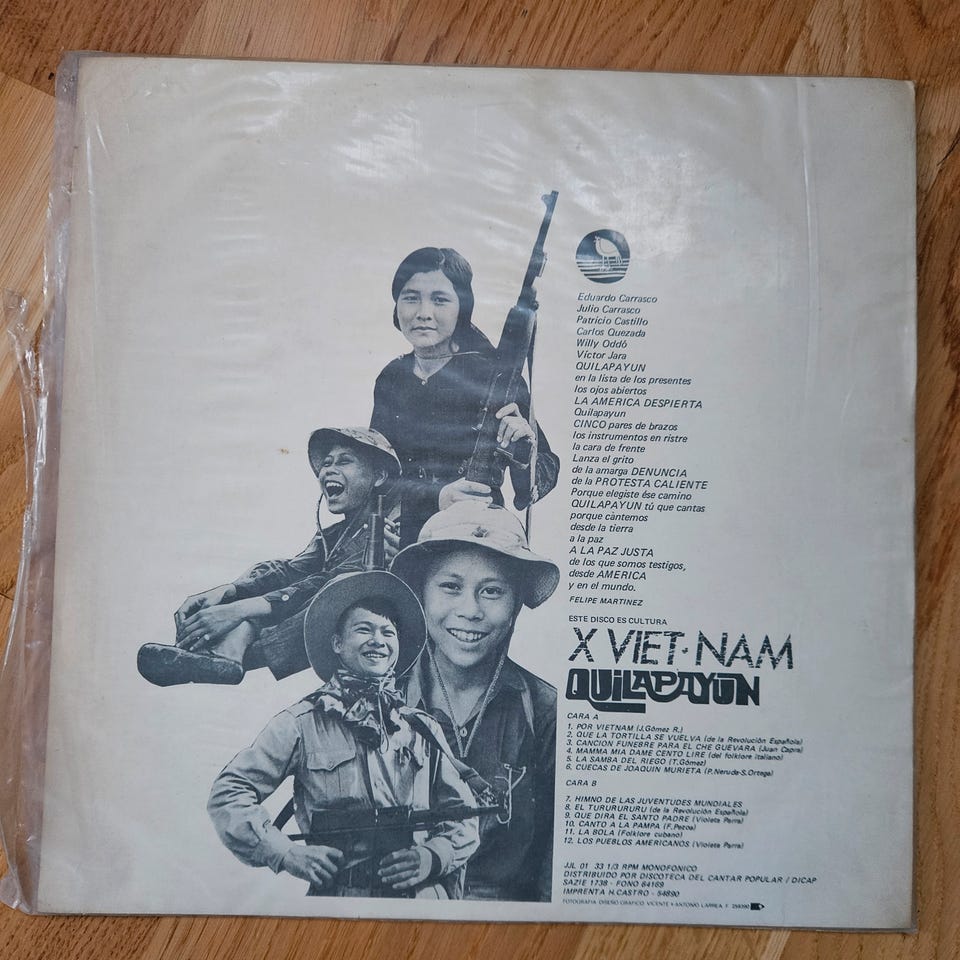 Eduardo Carrasco
Julio Carrasco
Patricio Castillo
Carlos Quezada
Willy Oddó
Víctor Jara
QUILAPAYUN
en la lista de los presentes
los ojos abiertos
LA AMERICA DESPIERTA
Quilapayun
CINCO pares de brazos
los instrumentos en ristre
la cara de frente
Lanza el grito
de la amarga DENUNCIA
de la PROTESTA CALIENTE
Porque elegiste ése camino
QUILAPAYUN tú que cantas
porque cantemos
desde la tierra
a la paz
A LA PAZ JUSTA
de los que somos testigos,
desde AMERICA
y en el mundo.
FELIPE MARTINEZ
ESTE DISCO ES CULTURA
X VIET-NAM
QUILAPAYUN
CARA A
1. POR VIETNAM (J.Gómez R.)
2. QUE LA TORTILLA SE VUELVA (de la Revolución Española)
3. CANCION FUNEBRE PARA EL CHE GUEVARA (Juan Capra)
4. MAMMA MIA DAME CENTO LIRE (del folklore italiano)
5. LA SAMBA DEL RIEGO (T.Gómez)
6. CUECAS DE JOAQUIN MURIETA (P.Neruda-S.Ortega)
CARA B
7. HIMNO DE LAS JUVENTUDES MUNDIALES
8. EL TURURURURU (de la Revolución Española)
9. QUE DIRA EL SANTO PADRE (Violeta Parra)
10. CANTO A LA PAMPA (F.Pezoa)
11. LA BOLA (Folklore cubano)
12. LOS PUEBLOS AMERICANOS (Violeta Parra)
JJL 01 33 1/3 RPM MONOFONICO
DISTRIBUIDO POR DISCOTECA DEL CANTAR POPULAR / DICAP
SAZIE 1738 - FONO 84169
IMPRENTA H.CASTRO - 54890
FOTOGRAFIA DISEÑO GRAFICO VICENTE Y ANTONIO LARREA F.